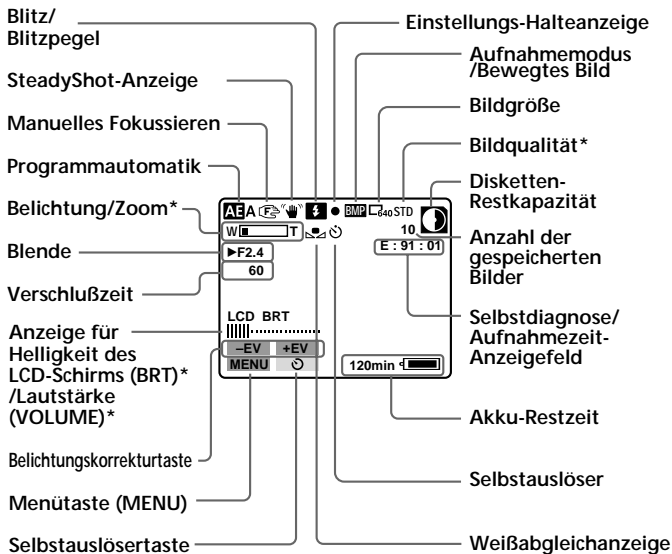 Blitz/
Blitzpegel
SteadyShot-Anzeige
Manuelles Fokussieren
Programmautomatik
Belichtung/Zoom*
Blende
Verschlußzeit
Anzeige für
Helligkeit des
LCD-Schirms (BRT)*
/Lautstärke
(VOLUME)*
Belichtungskorrekturtaste
Menütaste (MENU)
Selbstauslösertaste
AE A F BMP 640 STD
W T 10
►F2.4 E : 91 : 01
60
LCD BRT
–EV +EV
MENU 120min
Einstellungs-Halteanzeige
Aufnahmemodus
/Bewegtes Bild
Bildgröße
Bildqualität*
Disketten-
Restkapazität
Anzahl der
gespeicherten
Bilder
Selbstdiagnose/
Aufnahmezeit-
Anzeigefeld
Akku-Restzeit
Selbstauslöser
Weißabgleichanzeige